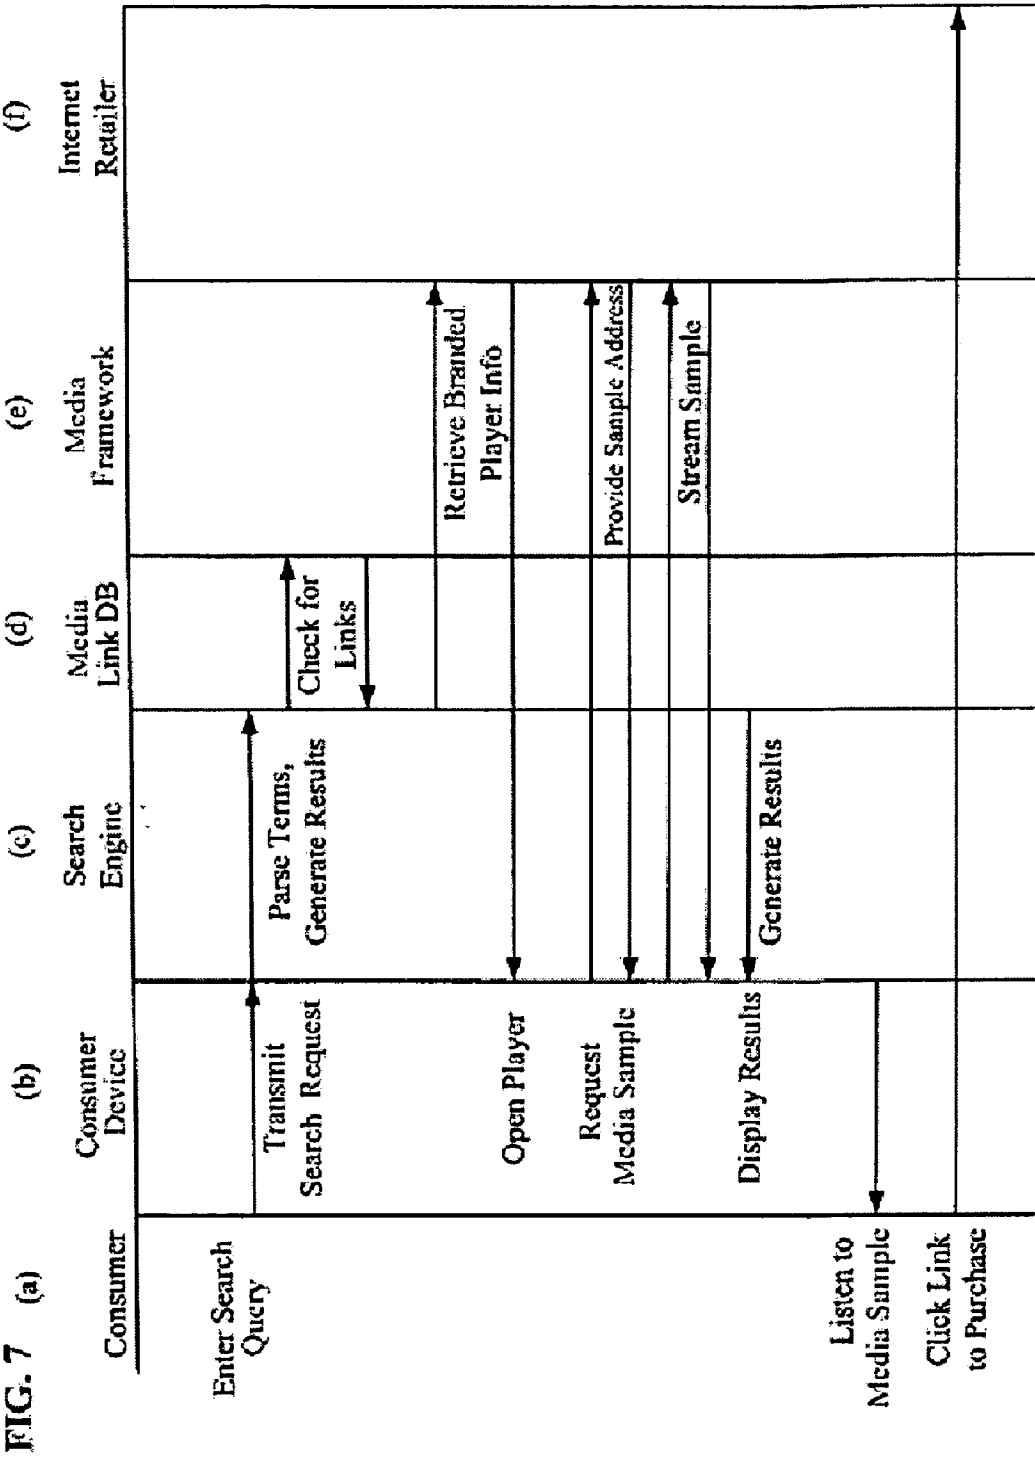 FIG. 7
(a)
(b)
(c)
(d)
(e)
(f)
Consumer
Consumer
Device
Search
Engine
Media
Link DB
Media
Framework
Internet
Retailer
Enter Search
Query
Transmit
Search Request
Parse Terms,
Generate Results
Check for
Links
Retrieve Branded
Player Info
Open Player
Request
Media Sample
Provide Sample Address
Stream Sample
Display Results
Generate Results
Listen to
Media Sample
Click Link
to Purchase